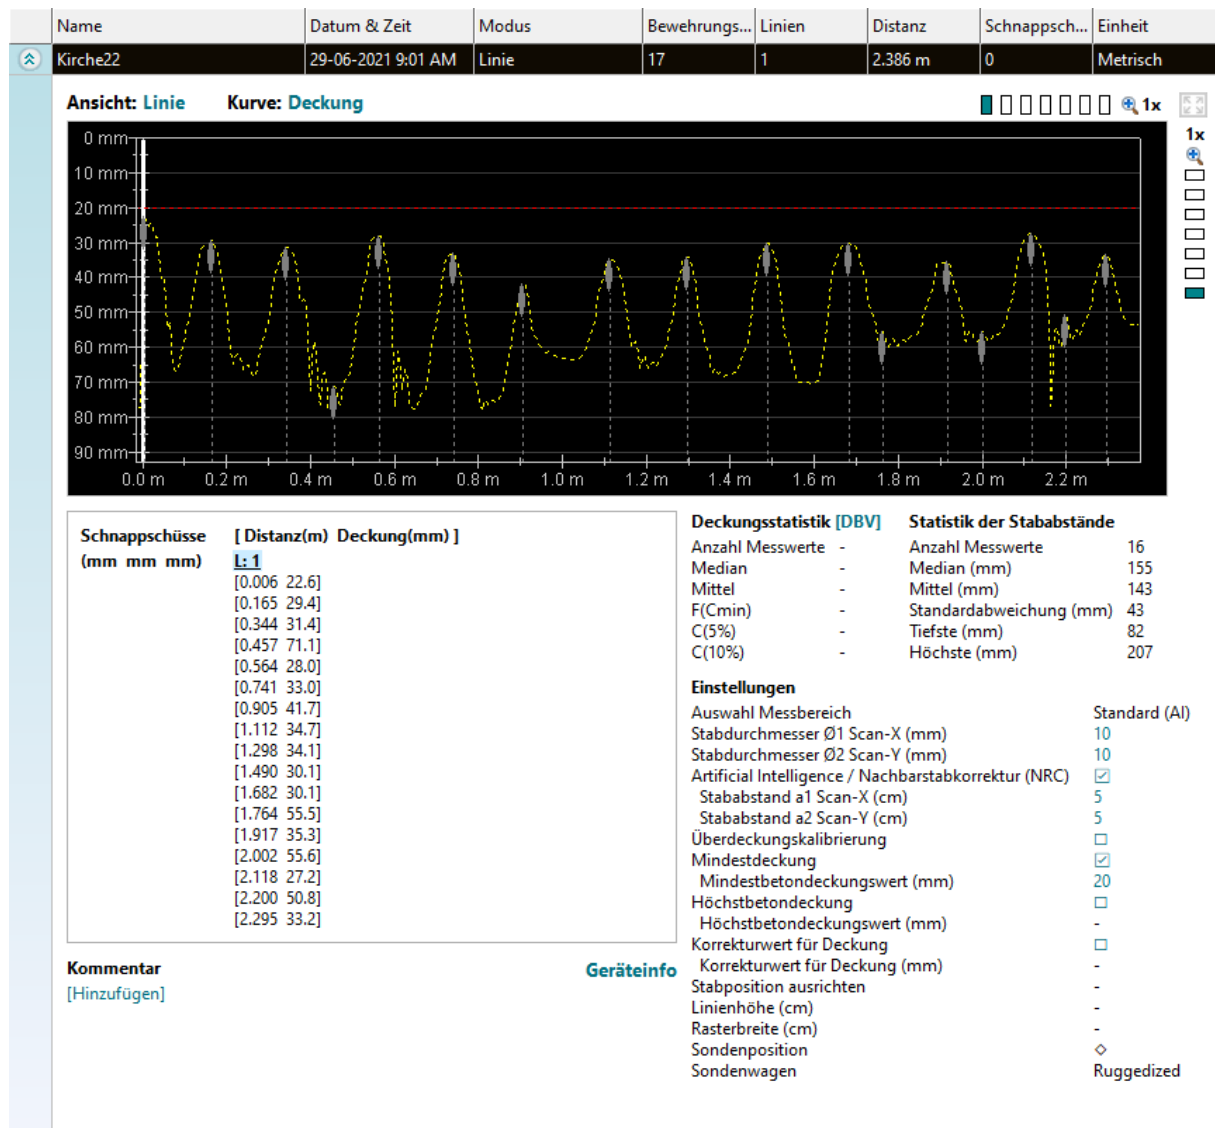 Name Datum & Zeit Modus Bewehrungs... Linien Distanz Schnappsch... Einheit
Kirche22 29-06-2021 9:01 AM Linie 17 1 2.386 m 0 Metrisch
Ansicht: Linie Kurve: Deckung 1x
1x
0 mm
10 mm
20 mm
30 mm
40 mm
50 mm
60 mm
70 mm
80 mm
90 mm
0.0 m 0.2 m 0.4 m 0.6 m 0.8 m 1.0 m 1.2 m 1.4 m 1.6 m 1.8 m 2.0 m 2.2 m
Schnappschüsse [ Distanz(m) Deckung(mm) ]
(mm mm mm) L: 1
[0.006 22.6]
[0.165 29.4]
[0.344 31.4]
[0.457 71.1]
[0.564 28.0]
[0.741 33.0]
[0.905 41.7]
[1.112 34.7]
[1.298 34.1]
[1.490 30.1]
[1.682 30.1]
[1.764 55.5]
[1.917 35.3]
[2.002 55.6]
[2.118 27.2]
[2.200 50.8]
[2.295 33.2]
Kommentar Geräteinfo
[Hinzufügen]
Deckungsstatistik [DBV]
Anzahl Messwerte -
Median -
Mittel -
F(Cmin) -
C(5%) -
C(10%) -
Statistik der Stababstände
Anzahl Messwerte 16
Median (mm) 155
Mittel (mm) 143
Standardabweichung (mm) 43
Tiefste (mm) 82
Höchste (mm) 207
Einstellungen
Auswahl Messbereich Standard (AI)
Stabdurchmesser Ø1 Scan-X (mm) 10
Stabdurchmesser Ø2 Scan-Y (mm) 10
Artificial Intelligence / Nachbarstabkorrektur (NRC)
Stababstand a1 Scan-X (cm) 5
Stababstand a2 Scan-Y (cm) 5
Überdeckungskalibrierung
Mindestdeckung
Mindestbetondeckungswert (mm) 20
Höchstbetondeckung
Höchstbetondeckungswert (mm) -
Korrekturwert für Deckung
Korrekturwert für Deckung (mm) -
Stabposition ausrichten -
Linienhöhe (cm) -
Rasterbreite (cm) -
Sondenposition
Sondenwagen Ruggedized